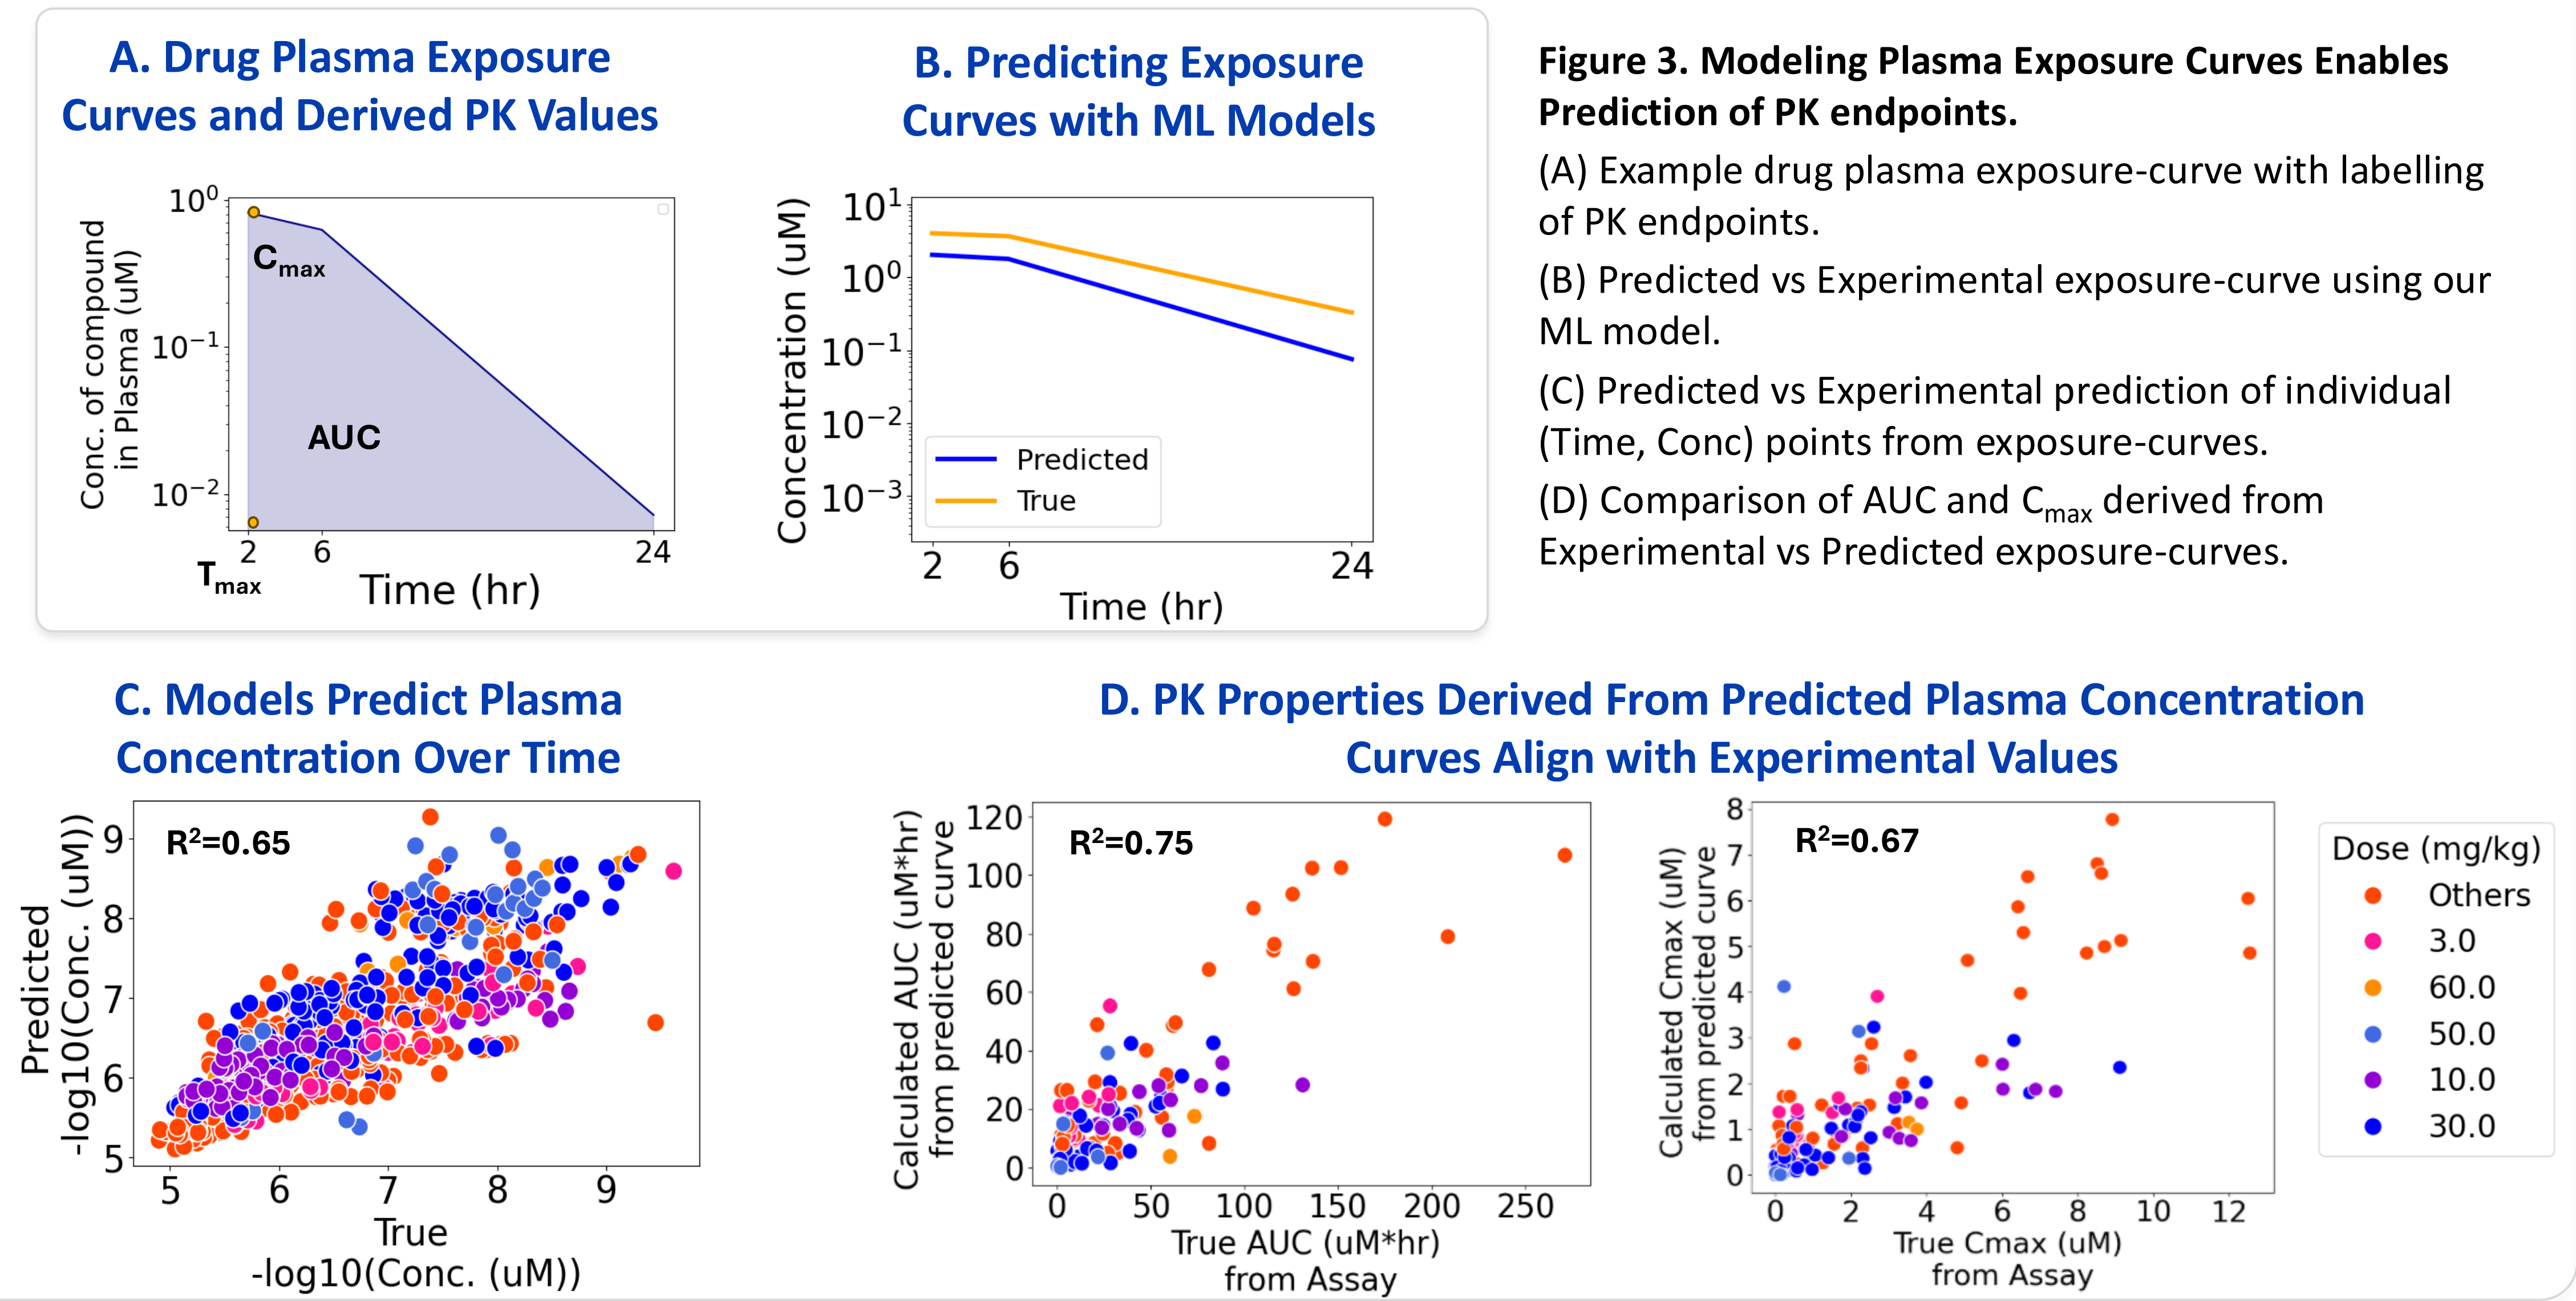 A. Drug Plasma Exposure
Curves and Derived PK Values
10⁰
10⁻¹
10⁻²
Conc. of compound
in Plasma (uM)
Cmax
AUC
2
6
24
Tmax
Time (hr)
B. Predicting Exposure
Curves with ML Models
10¹
10⁰
10⁻¹
10⁻²
10⁻³
Concentration (uM)
Predicted
True
2
6
24
Time (hr)
Figure 3. Modeling Plasma Exposure Curves Enables
Prediction of PK endpoints.
(A) Example drug plasma exposure-curve with labelling
of PK endpoints.
(B) Predicted vs Experimental exposure-curve using our
ML model.
(C) Predicted vs Experimental prediction of individual
(Time, Conc) points from exposure-curves.
(D) Comparison of AUC and Cmax derived from
Experimental vs Predicted exposure-curves.
C. Models Predict Plasma
Concentration Over Time
R²=0.65
Predicted
-log10(Conc. (uM))
9
8
7
6
5
5
6
7
8
9
True
-log10(Conc. (uM))
D. PK Properties Derived From Predicted Plasma Concentration
Curves Align with Experimental Values
R²=0.75
Calculated AUC (uM*hr)
from predicted curve
120
100
80
60
40
20
0
0
50
100
150
200
250
True AUC (uM*hr)
from Assay
R²=0.67
Calculated Cmax (uM)
from predicted curve
8
7
6
5
4
3
2
1
0
0
2
4
6
8
10
12
True Cmax (uM)
from Assay
Dose (mg/kg)
Others
3.0
60.0
50.0
10.0
30.0